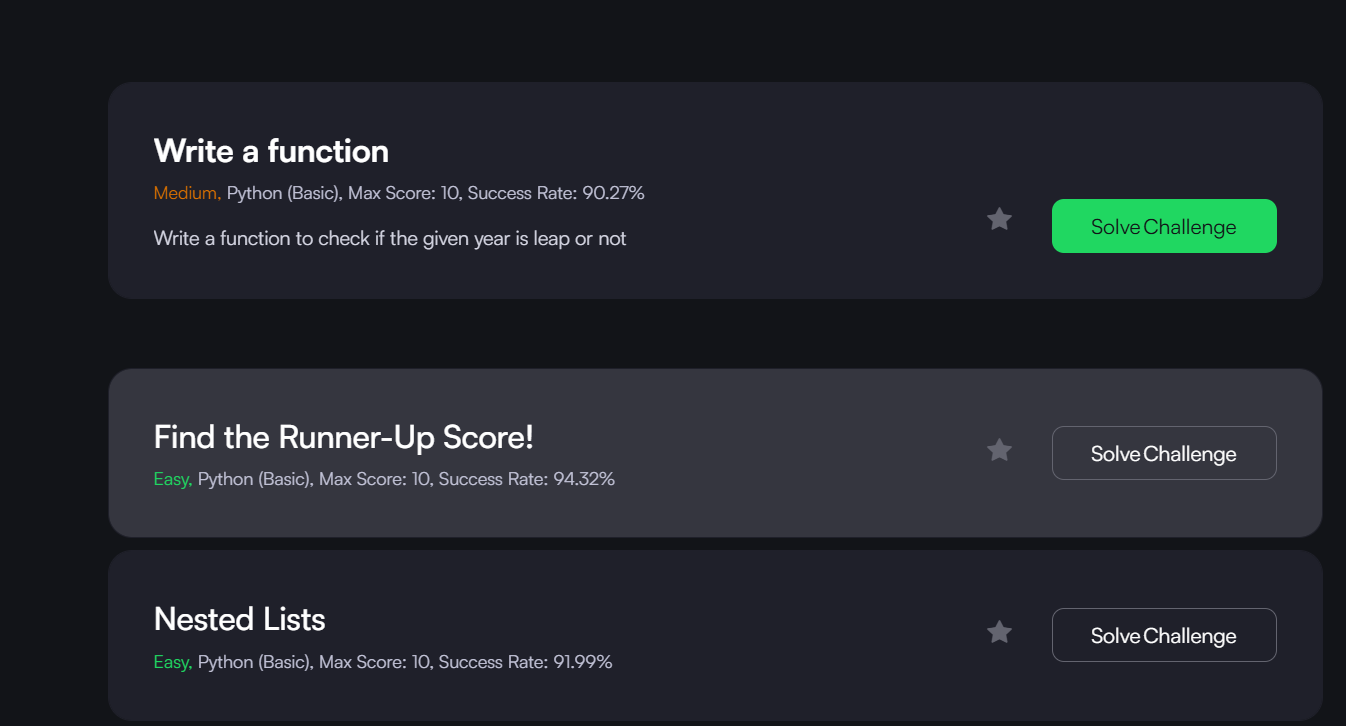 Write a function
Medium, Python (Basic), Max Score: 10, Success Rate: 90.27%
Write a function to check if the given year is leap or not
Solve Challenge
Find the Runner-Up Score!
Easy, Python (Basic), Max Score: 10, Success Rate: 94.32%
Solve Challenge
Nested Lists
Easy, Python (Basic), Max Score: 10, Success Rate: 91.99%
Solve Challenge